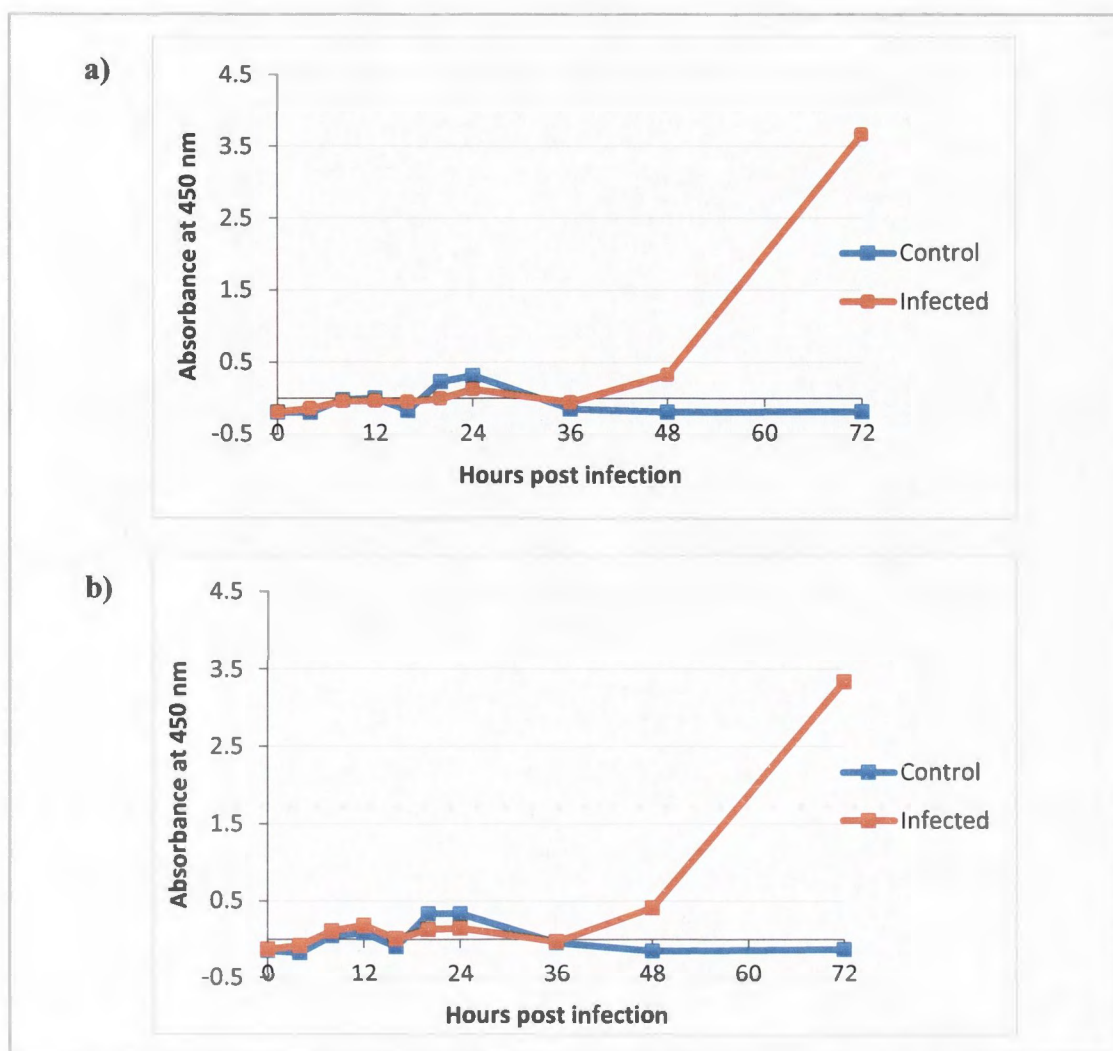 a)
4.5
3.5
2.5
1.5
0.5
-0.5
Absorbance at 450 nm
0 12 24 36 48 60 72
Hours post infection
Control
Infected
b)
4.5
3.5
2.5
1.5
0.5
-0.5
Absorbance at 450 nm
0 12 24 36 48 60 72
Hours post infection
Control
Infected